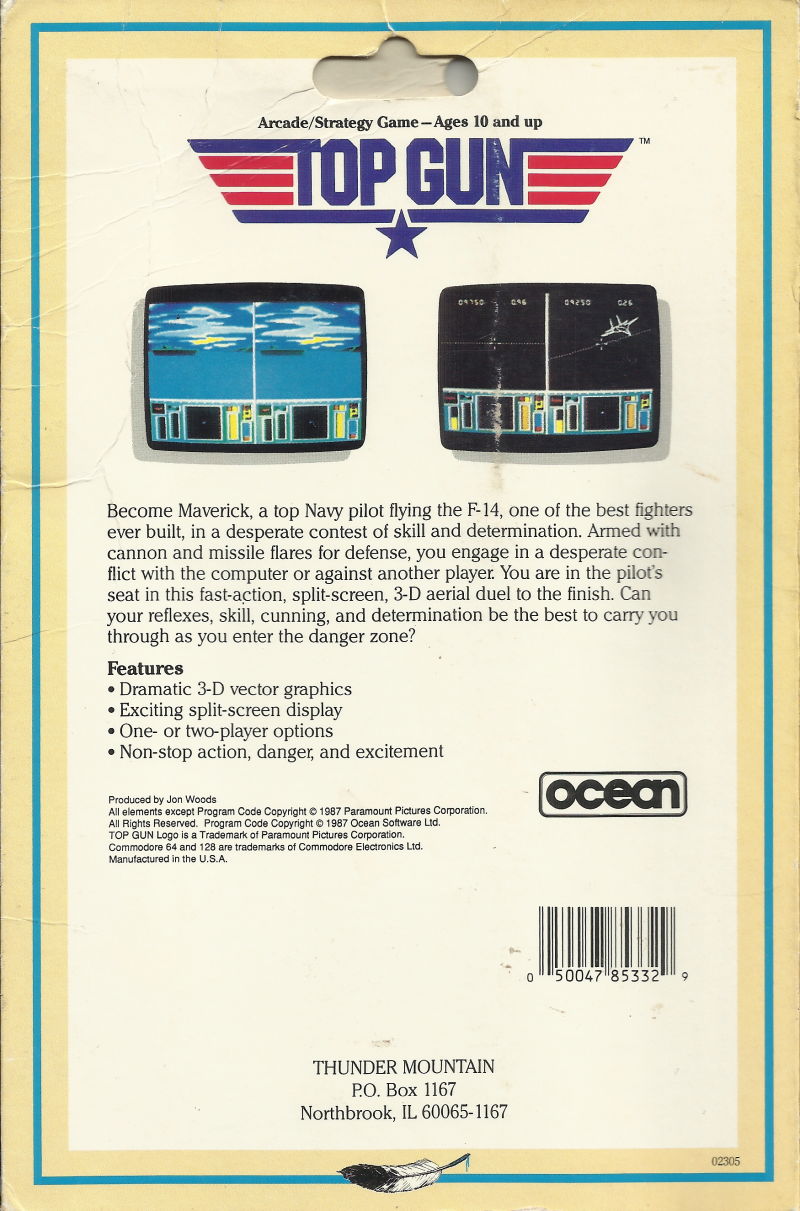 Arcade/Strategy Game—Ages 10 and up
TOP GUN™
09750 0.96 09250 0.26
Become Maverick, a top Navy pilot flying the F-14, one of the best fighters
ever built, in a desperate contest of skill and determination. Armed with
cannon and missile flares for defense, you engage in a desperate con-
flict with the computer or against another player. You are in the pilot's
seat in this fast-action, split-screen, 3-D aerial duel to the finish. Can
your reflexes, skill, cunning, and determination be the best to carry you
through as you enter the danger zone?
Features
• Dramatic 3-D vector graphics
• Exciting split-screen display
• One- or two-player options
• Non-stop action, danger, and excitement
ocean
Produced by Jon Woods
All elements except Program Code Copyright © 1987 Paramount Pictures Corporation.
All Rights Reserved. Program Code Copyright © 1987 Ocean Software Ltd.
TOP GUN Logo is a Trademark of Paramount Pictures Corporation.
Commodore 64 and 128 are trademarks of Commodore Electronics Ltd.
Manufactured in the U.S.A.
0 50047 85332 9
THUNDER MOUNTAIN
P.O. Box 1167
Northbrook, IL 60065-1167
02305